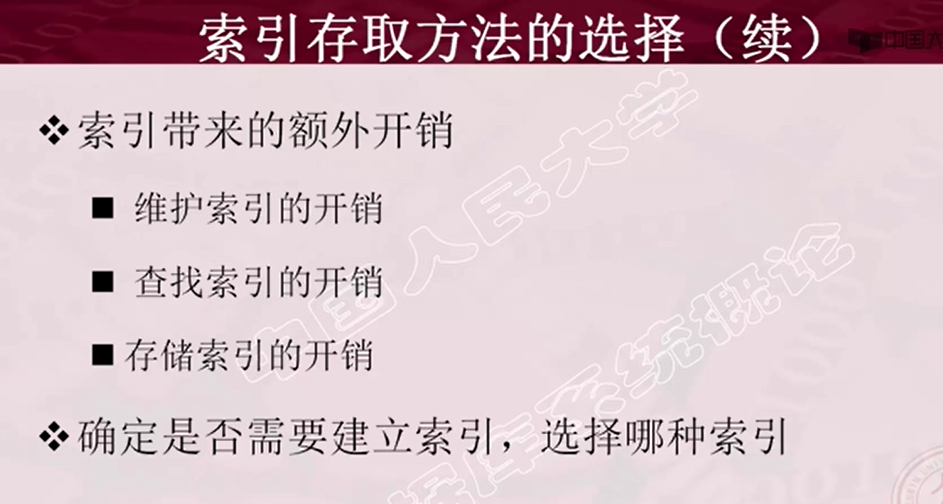 索引存取方法的选择（续）
中国大
❖索引带来的额外开销
■ 维护索引的开销
■ 查找索引的开销
■存储索引的开销
❖确定是否需要建立索引，选择哪种索引
中国人民大学
据库系统概论